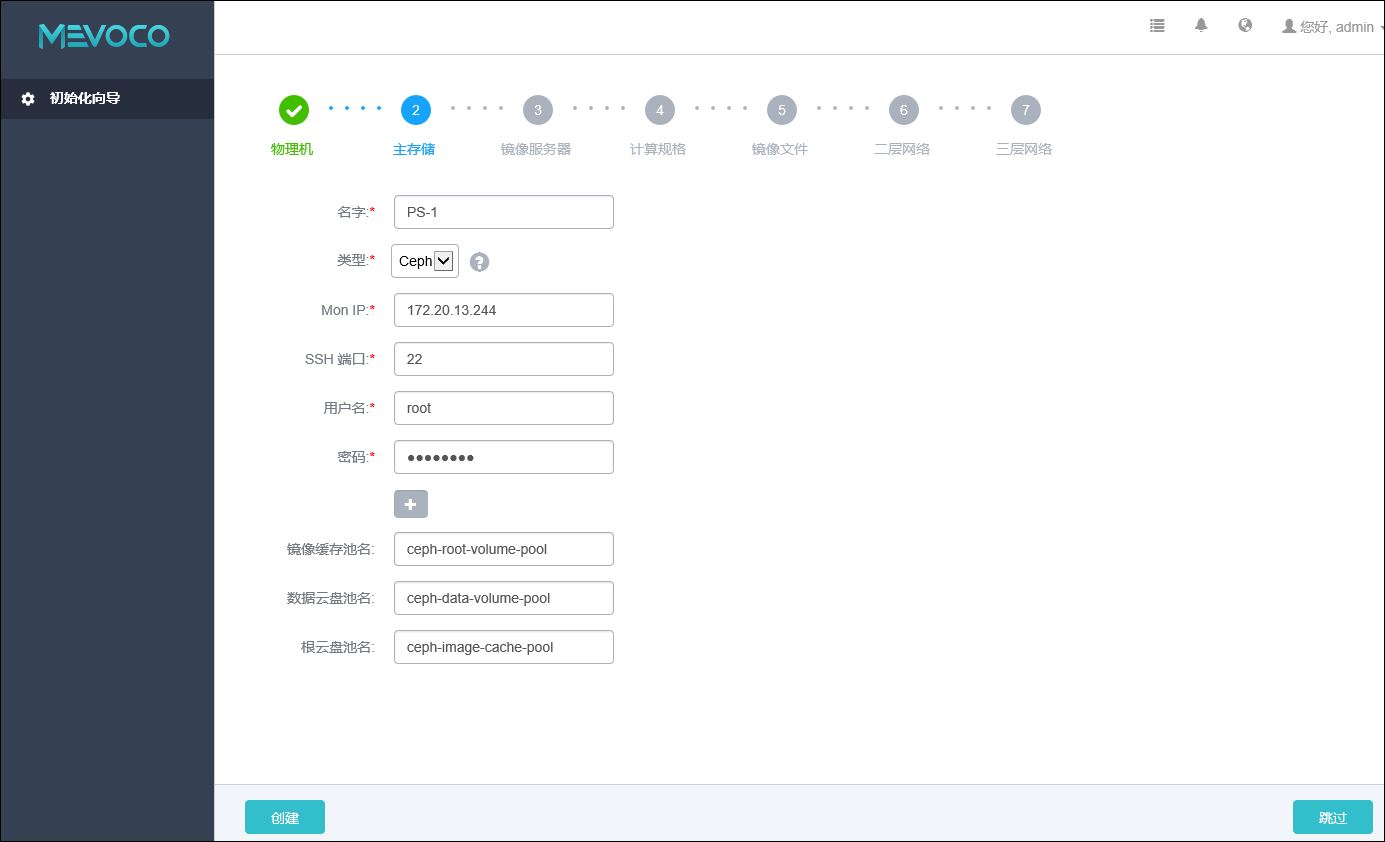 MEVOCO
您好, admin
初始化向导
2 3 4 5 6 7
物理机 主存储 镜像服务器 计算规格 镜像文件 二层网络 三层网络
名字:* PS-1
类型:* Ceph ?
Mon IP:* 172.20.13.244
SSH 端口:* 22
用户名:* root
密码:* ●●●●●●●●
+
镜像缓存池名: ceph-root-volume-pool
数据云盘池名: ceph-data-volume-pool
根云盘池名: ceph-image-cache-pool
创建 跳过